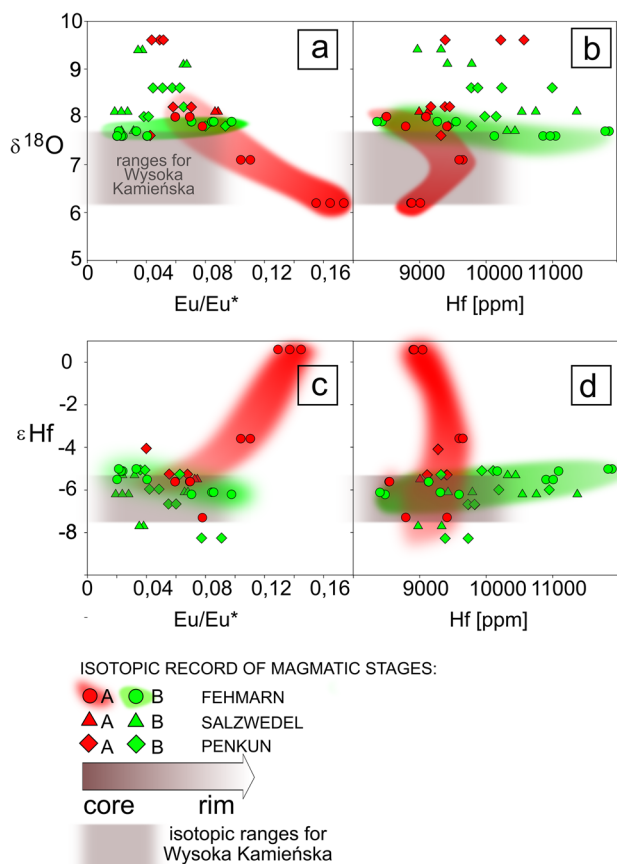 10
9
8
7
6
5
δ18O
a
b
ranges for
Wysoka
Kamieńska
0
0,04
0,08
0,12
0,16
9000
10000
11000
Eu/Eu*
Hf [ppm]
0
-2
-4
-6
-8
εHf
c
d
0
0,04
0,08
0,12
0,16
9000
10000
11000
Eu/Eu*
Hf [ppm]
ISOTOPIC RECORD OF MAGMATIC STAGES:
A B FEHMARN
A B SALZWEDEL
A B PENKUN
core rim
isotopic ranges for
Wysoka Kamieńska